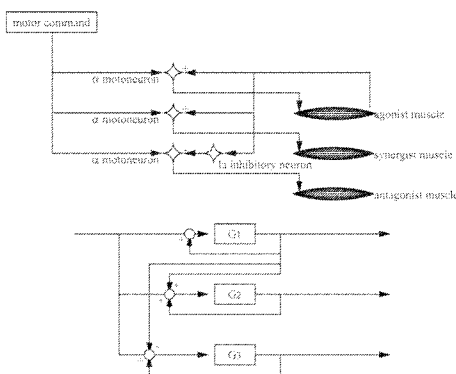 motor command
α motoneuron
agonist muscle
α motoneuron
synergist muscle
α motoneuron
Ia inhibitory neuron
antagonist muscle
G1
G2
G3